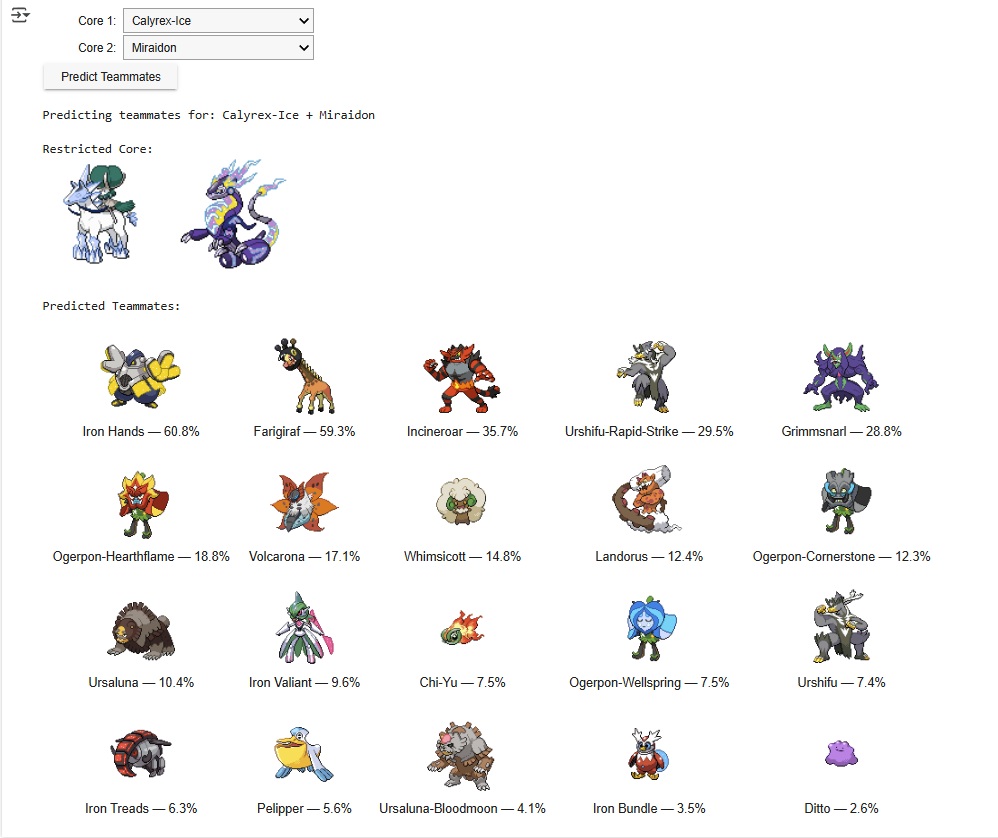 Core 1: Calyrex-Ice
Core 2: Miraidon
Predict Teammates
Predicting teammates for: Calyrex-Ice + Miraidon
Restricted Core:
Predicted Teammates:
Iron Hands — 60.8% Farigiraf — 59.3% Incineroar — 35.7% Urshifu-Rapid-Strike — 29.5% Grimmsnarl — 28.8%
Ogerpon-Hearthflame — 18.8% Volcarona — 17.1% Whimsicott — 14.8% Landorus — 12.4% Ogerpon-Cornerstone — 12.3%
Ursaluna — 10.4% Iron Valiant — 9.6% Chi-Yu — 7.5% Ogerpon-Wellspring — 7.5% Urshifu — 7.4%
Iron Treads — 6.3% Pelipper — 5.6% Ursaluna-Bloodmoon — 4.1% Iron Bundle — 3.5% Ditto — 2.6%